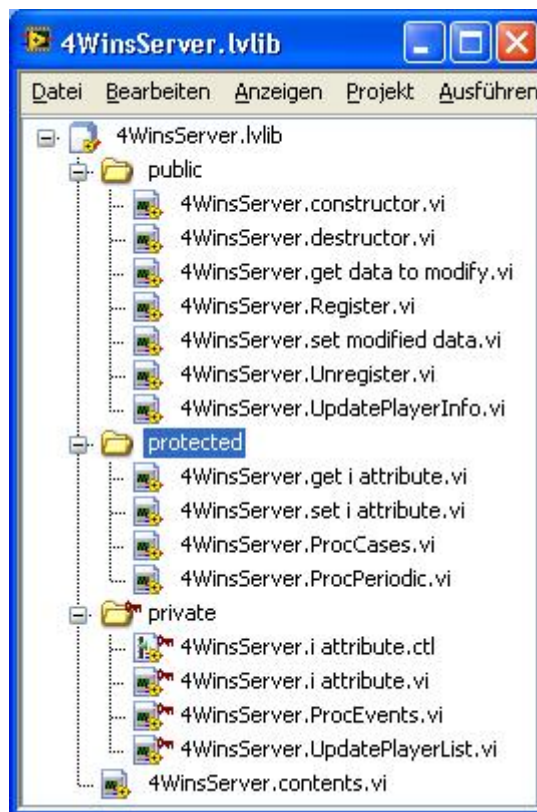 4WinsServer.lvlib
Datei Bearbeiten Anzeigen Projekt Ausführen
4WinsServer.lvlib
public
4WinsServer.constructor.vi
4WinsServer.destructor.vi
4WinsServer.get data to modify.vi
4WinsServer.Register.vi
4WinsServer.set modified data.vi
4WinsServer.Unregister.vi
4WinsServer.UpdatePlayerInfo.vi
protected
4WinsServer.get i attribute.vi
4WinsServer.set i attribute.vi
4WinsServer.ProcCases.vi
4WinsServer.ProcPeriodic.vi
private
4WinsServer.i attribute.ctl
4WinsServer.i attribute.vi
4WinsServer.ProcEvents.vi
4WinsServer.UpdatePlayerList.vi
4WinsServer.contents.vi